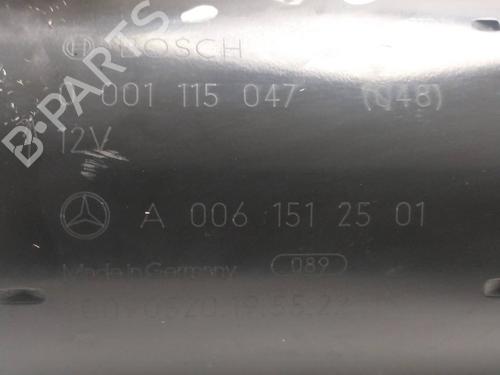 BOSCH
001 115 047 (048)
12V
A 006 151 25 01
Made in Germany 089
B-PARTS